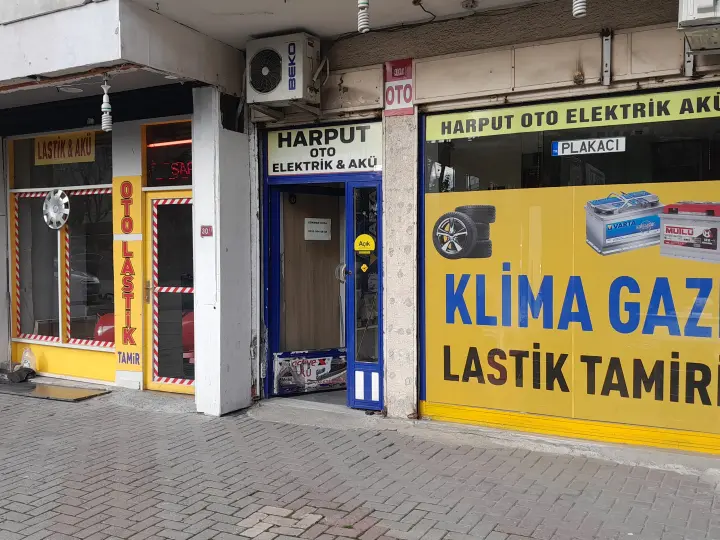 LASTİK & AKÜ
OTO LASTİK
TAMİR
BEKO
OTO
HARPUT
OTO
ELEKTRİK & AKÜ
Açık
HARPUT OTO ELEKTRİK AKÜ
PLAKACI
MUTLU
KLİMA GAZ
LASTİK TAMİRİ